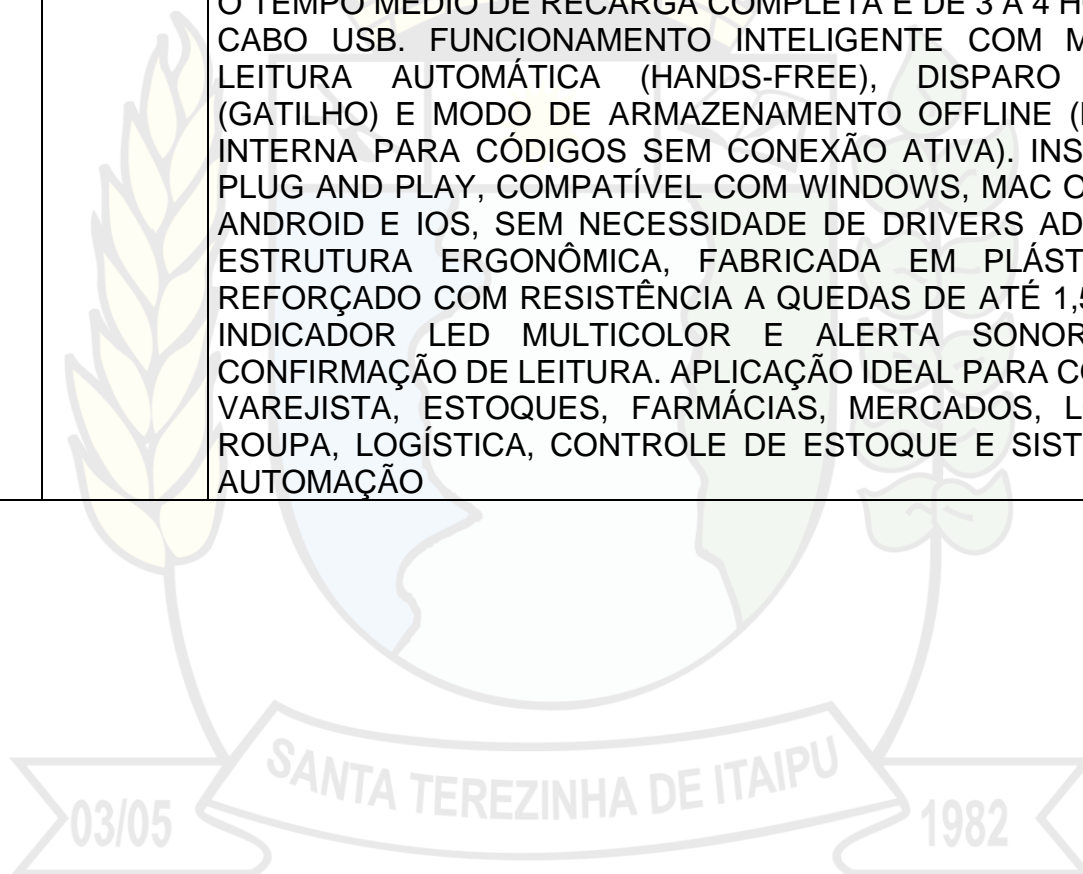 O TEMPO MÉDIO DE RECARGA COMPLETA É DE 3 A 4
CABO USB. FUNCIONAMENTO INTELIGENTE COM
LEITURA AUTOMÁTICA (HANDS-FREE), DISPARO
(GATILHO) E MODO DE ARMAZENAMENTO OFFLINE
INTERNA PARA CÓDIGOS SEM CONEXÃO ATIVA). INS
PLUG AND PLAY, COMPATÍVEL COM WINDOWS, MAC
ANDROID E IOS, SEM NECESSIDADE DE DRIVERS AD
ESTRUTURA ERGONÔMICA, FABRICADA EM PLÁST
REFORÇADO COM RESISTÊNCIA A QUEDAS DE ATÉ 1,5
INDICADOR LED MULTICOLOR E ALERTA SONOR
CONFIRMAÇÃO DE LEITURA. APLICAÇÃO IDEAL PARA
VAREJISTA, ESTOQUES, FARMÁCIAS, MERCADOS,
ROUPA, LOGÍSTICA, CONTROLE DE ESTOQUE E SIST
AUTOMAÇÃO
SANTA TEREZINHA DE ITAIPU
03/05
1982